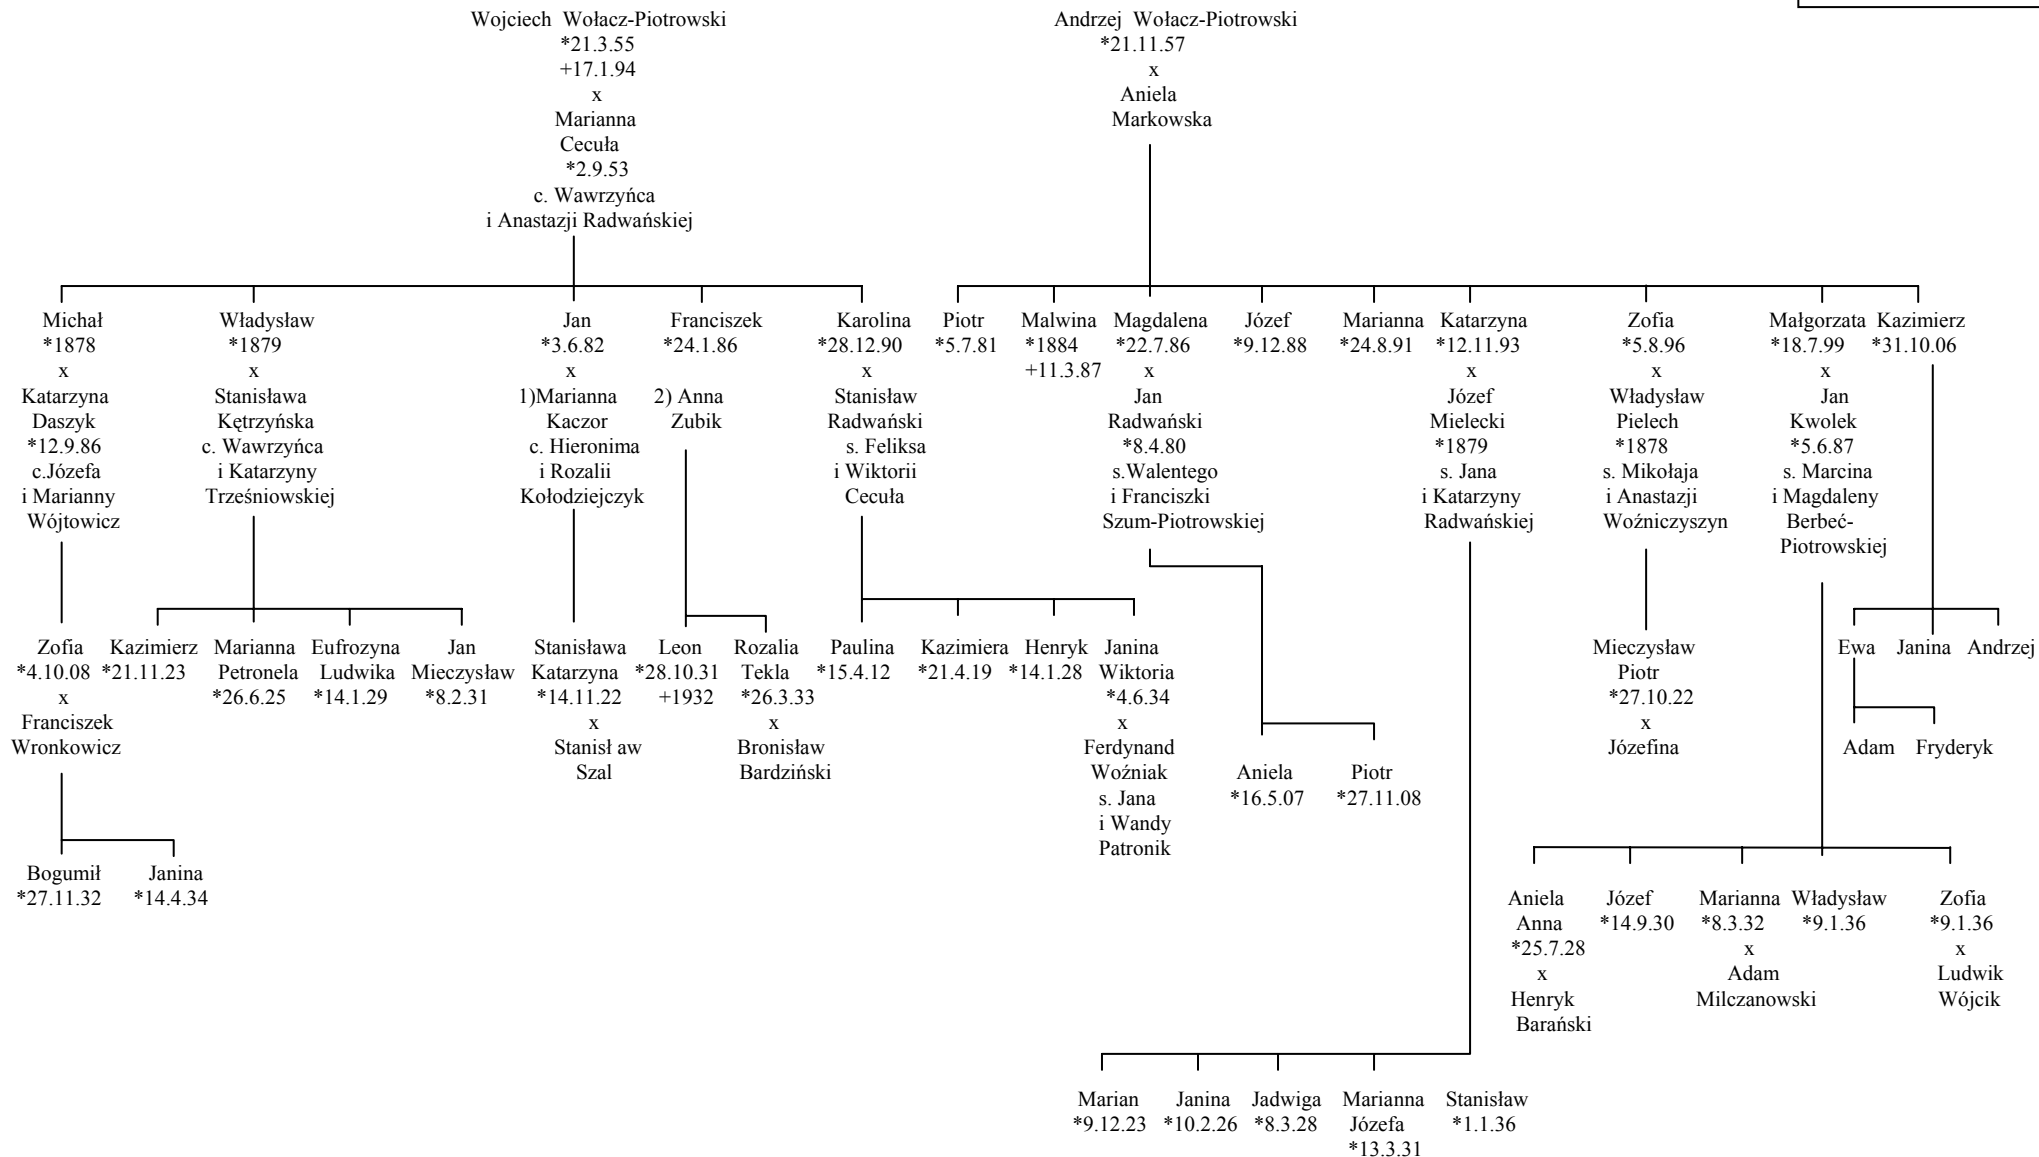 Wojciech Wołacz-Piotrowski
*21.3.55
+17.1.94
x
Marianna
Cecuła
*2.9.53
c. Wawrzyńca
i Anastazji Radwańskiej
Andrzej Wołacz-Piotrowski
*21.11.57
x
Aniela
Markowska
Michał
*1878
x
Katarzyna
Daszyk
*12.9.86
c.Józefa
i Marianny
Wójtowicz
Władysław
*1879
x
Stanisława
Kętrzyńska
c. Wawrzyńca
i Katarzyny
Trześniowskiej
Jan
*3.6.82
x
1)Marianna
Kaczor
c. Hieronima
i Rozalii
Kołodziejczyk
Franciszek
*24.1.86
2) Anna
Zubik
Karolina
*28.12.90
x
Stanisław
Radwański
s. Feliksa
i Wiktorii
Cecuła
Piotr
*5.7.81
Malwina
*1884
+11.3.87
Magdalena
*22.7.86
x
Jan
Radwański
*8.4.80
s.Walentego
i Franciszki
Szum-Piotrowskiej
Józef
*9.12.88
Marianna
*24.8.91
Katarzyna
*12.11.93
x
Józef
Mielecki
*1879
s. Jana
i Katarzyny
Radwańskiej
Zofia
*5.8.96
x
Władysław
Pielech
*1878
s. Mikołaja
i Anastazji
Woźniczyszyn
Małgorzata
*18.7.99
x
Jan
Kwolek
*5.6.87
s. Marcina
i Magdaleny
Berbeć-
Piotrowskiej
Kazimierz
*31.10.06
Zofia
*4.10.08
x
Franciszek
Wronkowicz
Kazimierz
*21.11.23
Marianna
Petronela
*26.6.25
Eufrozyna
Ludwika
*14.1.29
Jan
Mieczysław
*8.2.31
Stanisława
Katarzyna
*14.11.22
x
Stanisł aw
Szal
Leon
*28.10.31
+1932
Rozalia
Tekla
*26.3.33
x
Bronisław
Bardziński
Paulina
*15.4.12
Kazimiera
*21.4.19
Henryk
*14.1.28
Janina
Wiktoria
*4.6.34
x
Ferdynand
Woźniak
s. Jana
i Wandy
Patronik
Aniela
*16.5.07
Piotr
*27.11.08
Mieczysław
Piotr
*27.10.22
x
Józefina
Ewa
Janina
Andrzej
Adam
Fryderyk
Bogumił
*27.11.32
Janina
*14.4.34
Aniela
Anna
*25.7.28
x
Henryk
Barański
Józef
*14.9.30
Marianna
*8.3.32
x
Adam
Milczanowski
Władysław
*9.1.36
Zofia
*9.1.36
x
Ludwik
Wójcik
Marian
*9.12.23
Janina
*10.2.26
Jadwiga
*8.3.28
Marianna
Józefa
*13.3.31
Stanisław
*1.1.36